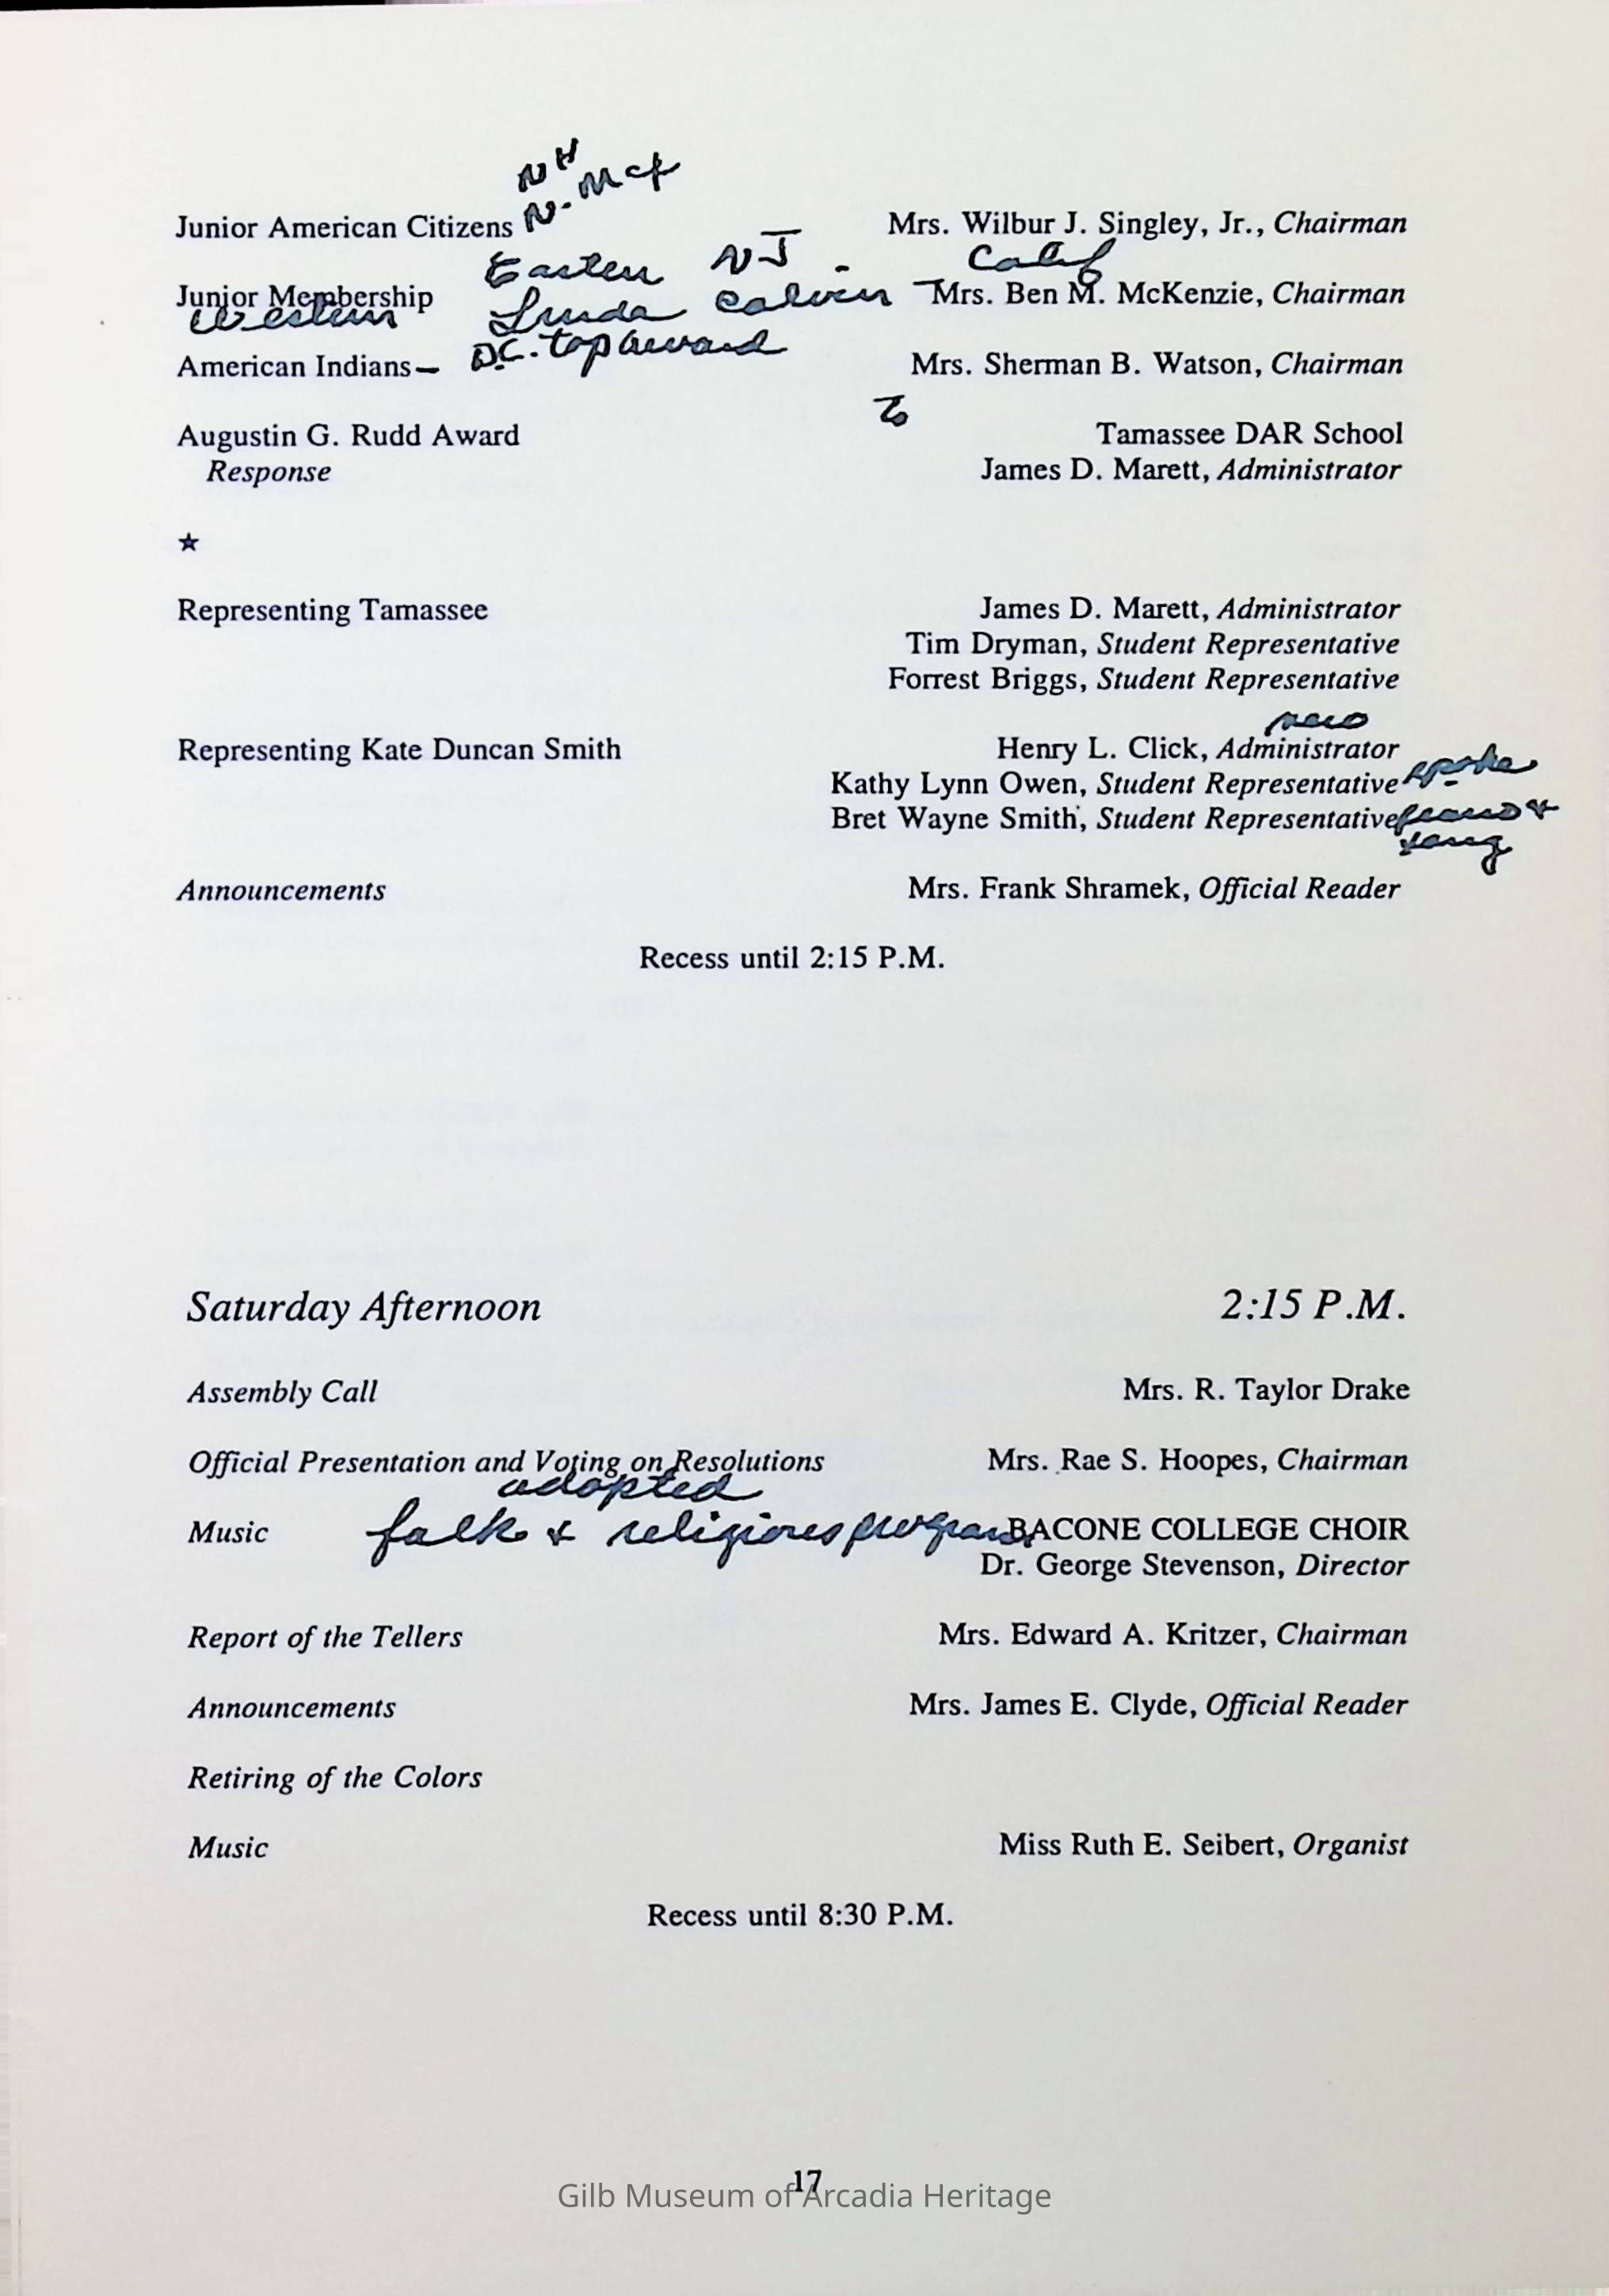 NH
N. Mex
Junior American Citizens Mrs. Wilbur J. Singley, Jr., Chairman
Eastern NJ Calif
Junior Membership Linda Calvin - Mrs. Ben M. McKenzie, Chairman
Western
American Indians— D.C. top award Mrs. Sherman B. Watson, Chairman
To
Augustin G. Rudd Award Tamassee DAR School
Response James D. Marett, Administrator
★
Representing Tamassee James D. Marett, Administrator
Tim Dryman, Student Representative
Forrest Briggs, Student Representative
new
Representing Kate Duncan Smith Henry L. Click, Administrator
Kathy Lynn Owen, Student Representative spoke
Bret Wayne Smith, Student Representative piano +
sang
Announcements Mrs. Frank Shramek, Official Reader
Recess until 2:15 P.M.
Saturday Afternoon 2:15 P.M.
Assembly Call Mrs. R. Taylor Drake
Official Presentation and Voting on Resolutions Mrs. Rae S. Hoopes, Chairman
adopted
Music folk & religious program BACONE COLLEGE CHOIR
Dr. George Stevenson, Director
Report of the Tellers Mrs. Edward A. Kritzer, Chairman
Announcements Mrs. James E. Clyde, Official Reader
Retiring of the Colors
Music Miss Ruth E. Seibert, Organist
Recess until 8:30 P.M.
17
Gilb Museum of Arcadia Heritage